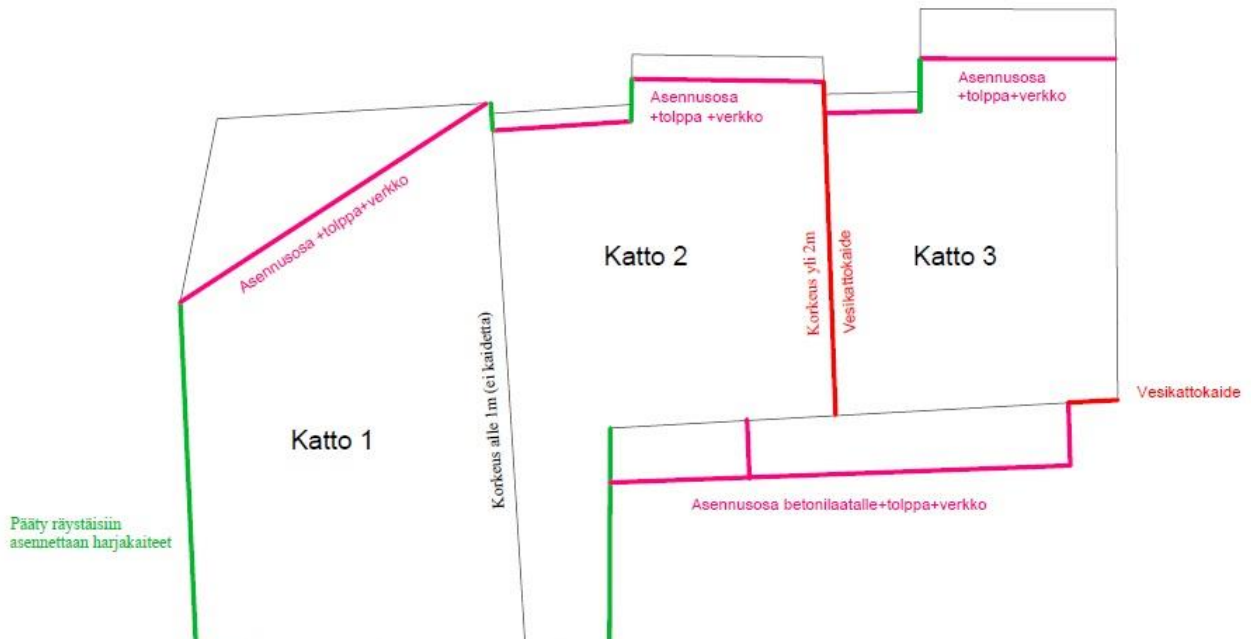 Asennusosa
+tolppa +verkko
Asennusosa
+tolppa+verkko
Asennusosa +tolppa+verkko
Katto 2
Katto 3
Korkeus yli 2m
Vesikattokaide
Korkeus alle 1m (ei kaidetta)
Vesikattokaide
Katto 1
Asennusosa betonilaatalle+tolppa+verkko
Pääty räystäisiin
asennettaan harjakaiteet